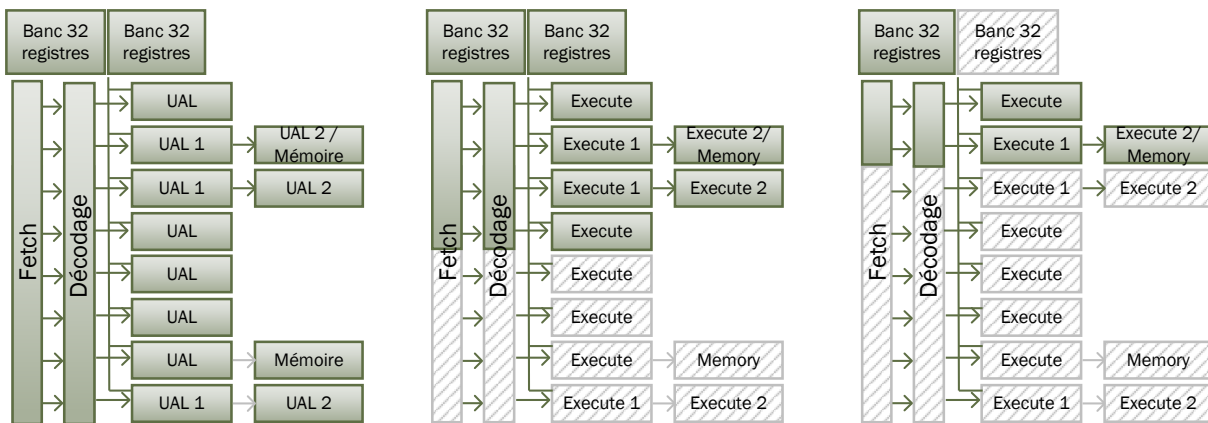 Banc 32
registres
Banc 32
registres
Fetch
Décodage
UAL
UAL 1
UAL 2 /
Mémoire
UAL 1
UAL 2
UAL
UAL
UAL
UAL
Mémoire
UAL 1
UAL 2
Banc 32
registres
Banc 32
registres
Fetch
Décodage
Execute
Execute 1
Execute 2/
Memory
Execute 1
Execute 2
Execute
Execute
Execute
Execute
Memory
Execute 1
Execute 2
Banc 32
registres
Banc 32
registres
Fetch
Décodage
Execute
Execute 1
Execute 2/
Memory
Execute 1
Execute 2
Execute
Execute
Execute
Execute
Memory
Execute 1
Execute 2